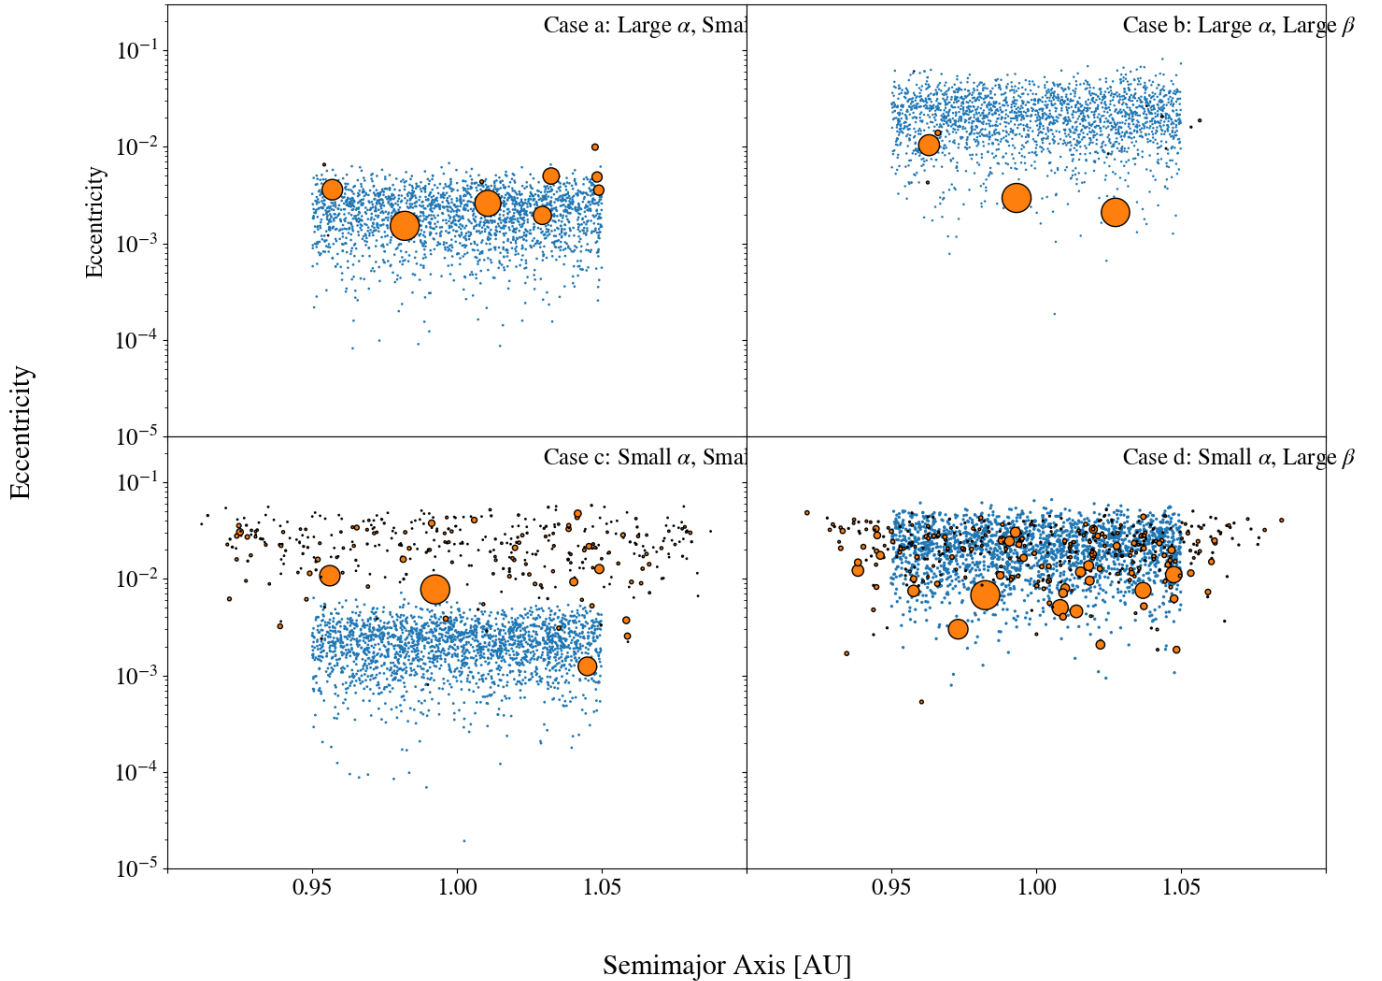 Case a: Large α, Smal
Case b: Large α, Large β
10⁻¹
10⁻²
10⁻³
10⁻⁴
10⁻⁵
Eccentricity
Eccentricity
Case c: Small α, Smal
Case d: Small α, Large β
10⁻¹
10⁻²
10⁻³
10⁻⁴
10⁻⁵
0.95 1.00 1.05 0.95 1.00 1.05
Semimajor Axis [AU]